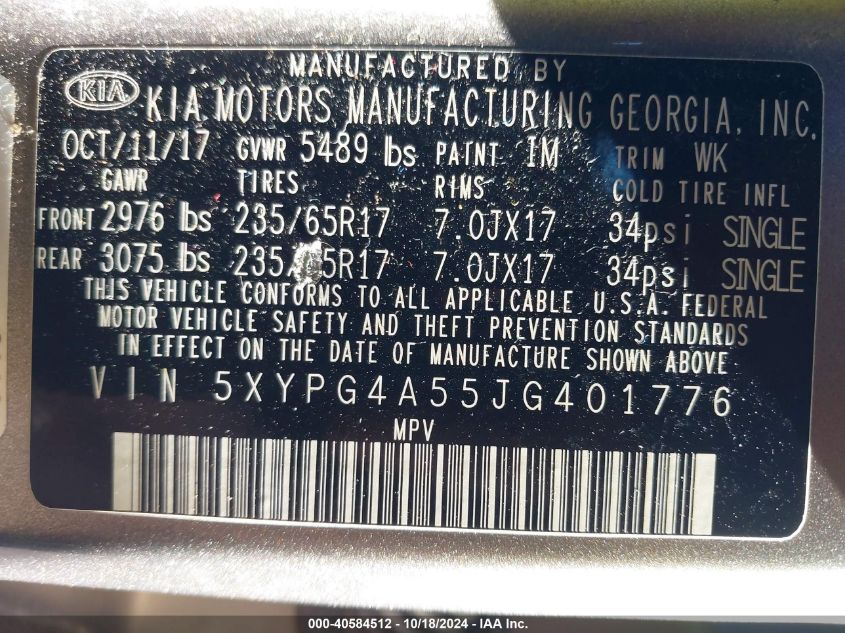 MANUFACTURED BY
KIA KIA MOTORS MANUFACTURING GEORGIA, INC.
OCT/11/17 GVWR 5489 lbs PAINT IM TRIM WK
GAWR TIRES RIMS COLD TIRE INFL
FRONT 2976 lbs 235/65R17 7.0JX17 34psi SINGLE
REAR 3075 lbs 7.0JX17 34psi SINGLE
THIS VEHICLE CONFORMS TO ALL APPLICABLE U.S.A. FEDERAL
MOTOR VEHICLE SAFETY AND THEFT PREVENTION STANDARDS
IN EFFECT ON THE DATE OF MANUFACTURE SHOWN ABOVE
VIN 5XYPG4A55JG401776
MPV
000-40584512 - 10/18/2024 - IAA Inc.